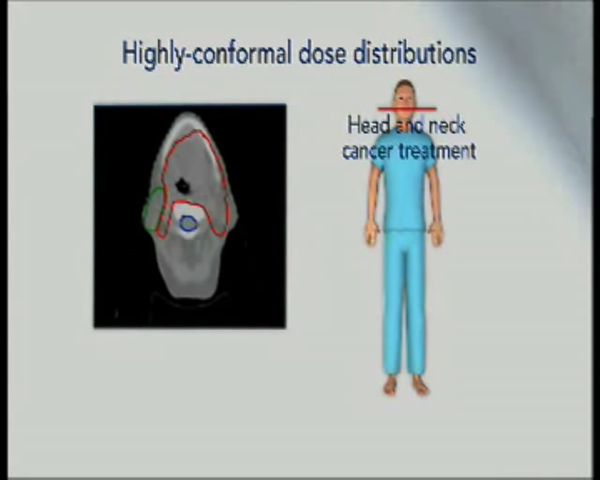 Highly-conformal dose distributions
Head and neck
cancer treatment